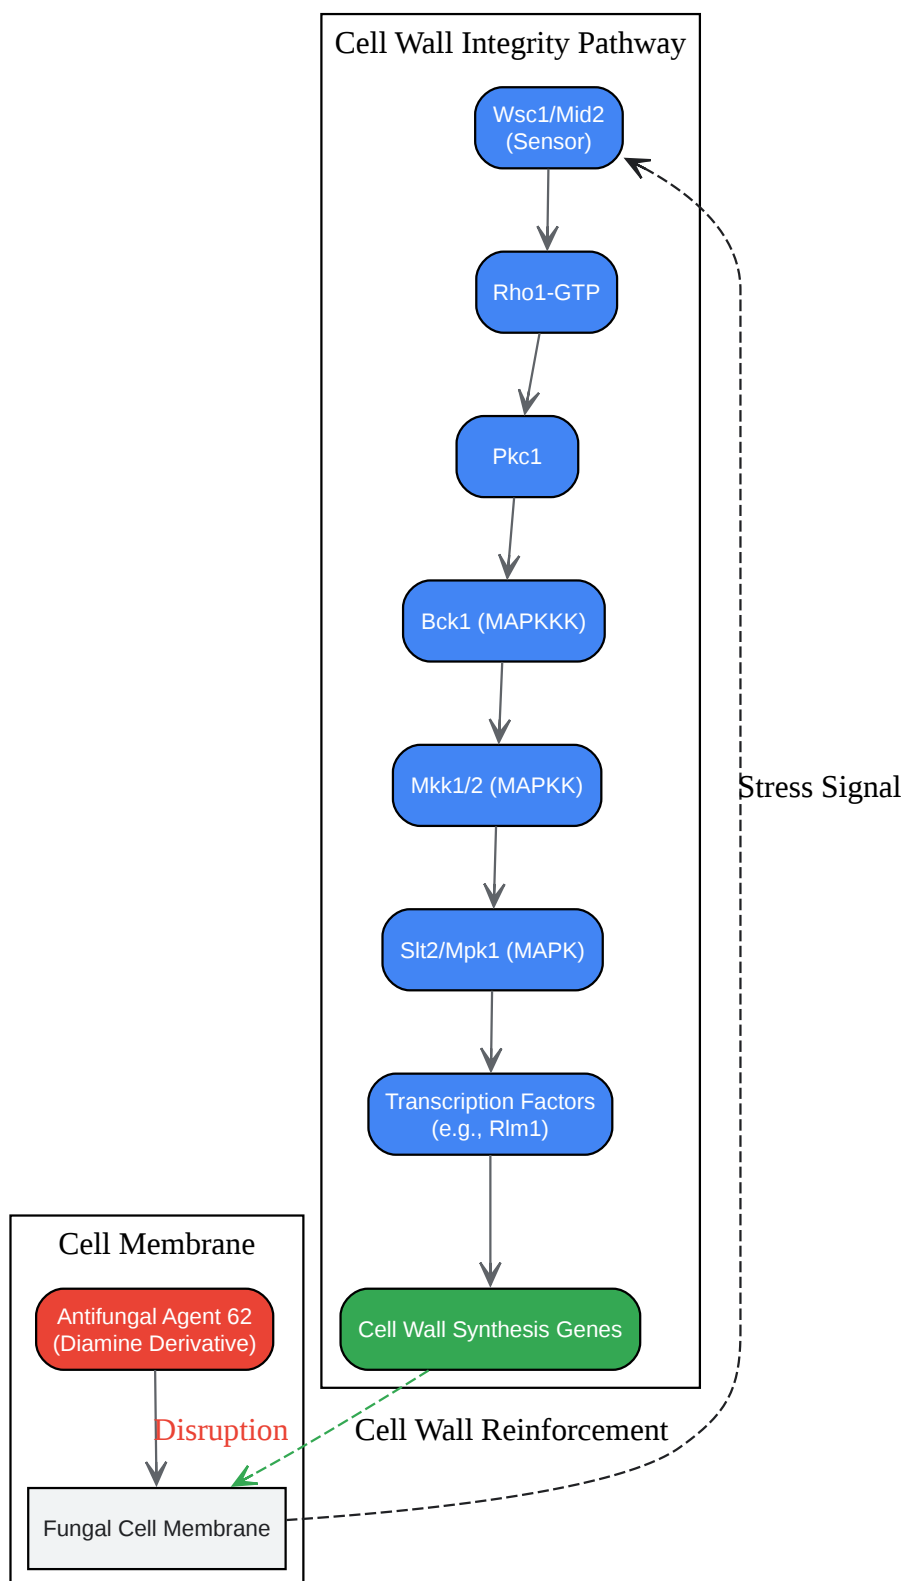 Cell Wall Integrity Pathway
Wsc1/Mid2
(Sensor)
Rho1-GTP
Pkc1
Bck1 (MAPKKK)
Mkk1/2 (MAPKK)
Stress Signal
Slt2/Mpk1 (MAPK)
Transcription Factors
(e.g., Rlm1)
Cell Membrane
Antifungal Agent 62
(Diamine Derivative)
Cell Wall Synthesis Genes
Disruption
Cell Wall Reinforcement
Fungal Cell Membrane